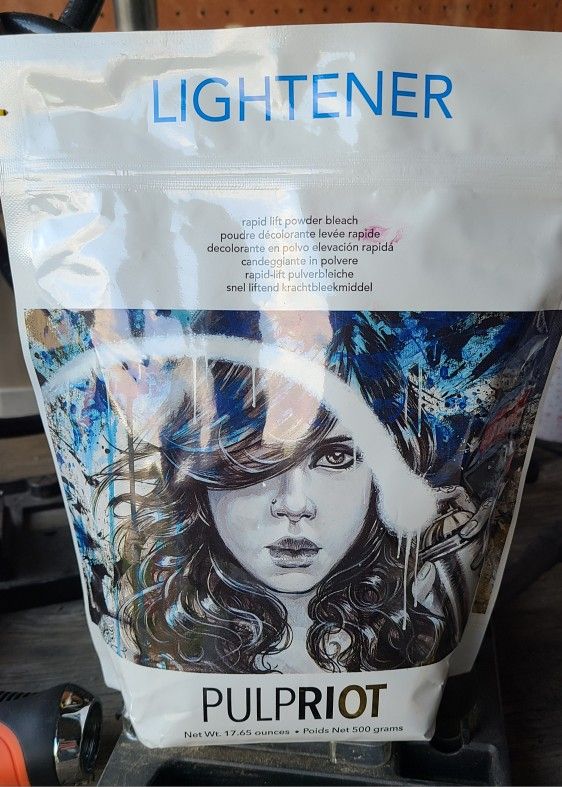 LIGHTENER
rapid lift powder bleach
poudre décolorante levée rapide
decolorante en polvo elevación rapidá
candeggiante in polvere
rapid-lift pulverbleiche
snel liftend krachtbleekmiddel
PULPRIOT
Net Wt. 17.65 ounces • Poids Net 500 grams